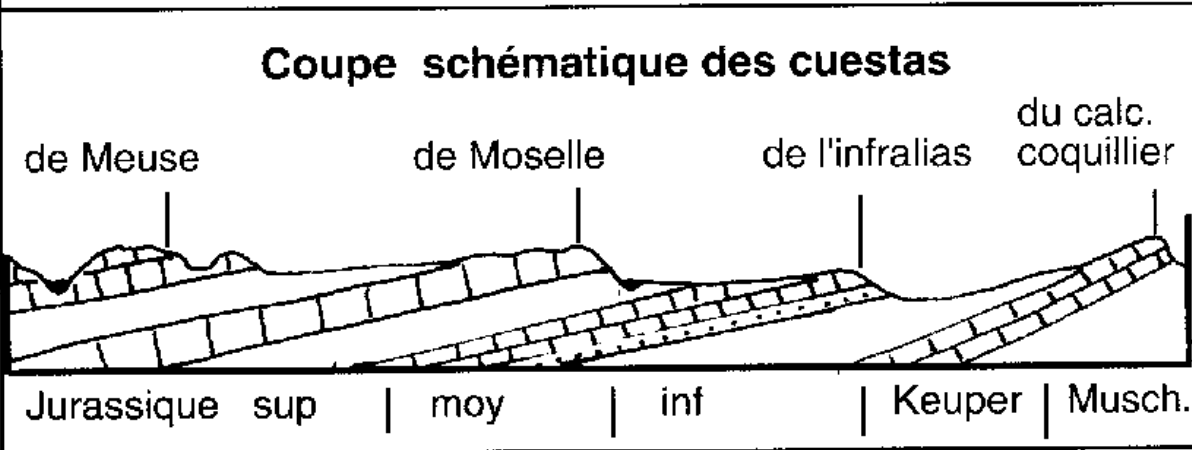 Coupe schématique des cuestas
du calc.
de Meuse de Moselle de l'infralias coquillier
Jurassique sup | moy | inf | Keuper | Musch.